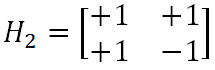 H₂ = [+1 +1
+1 −1]